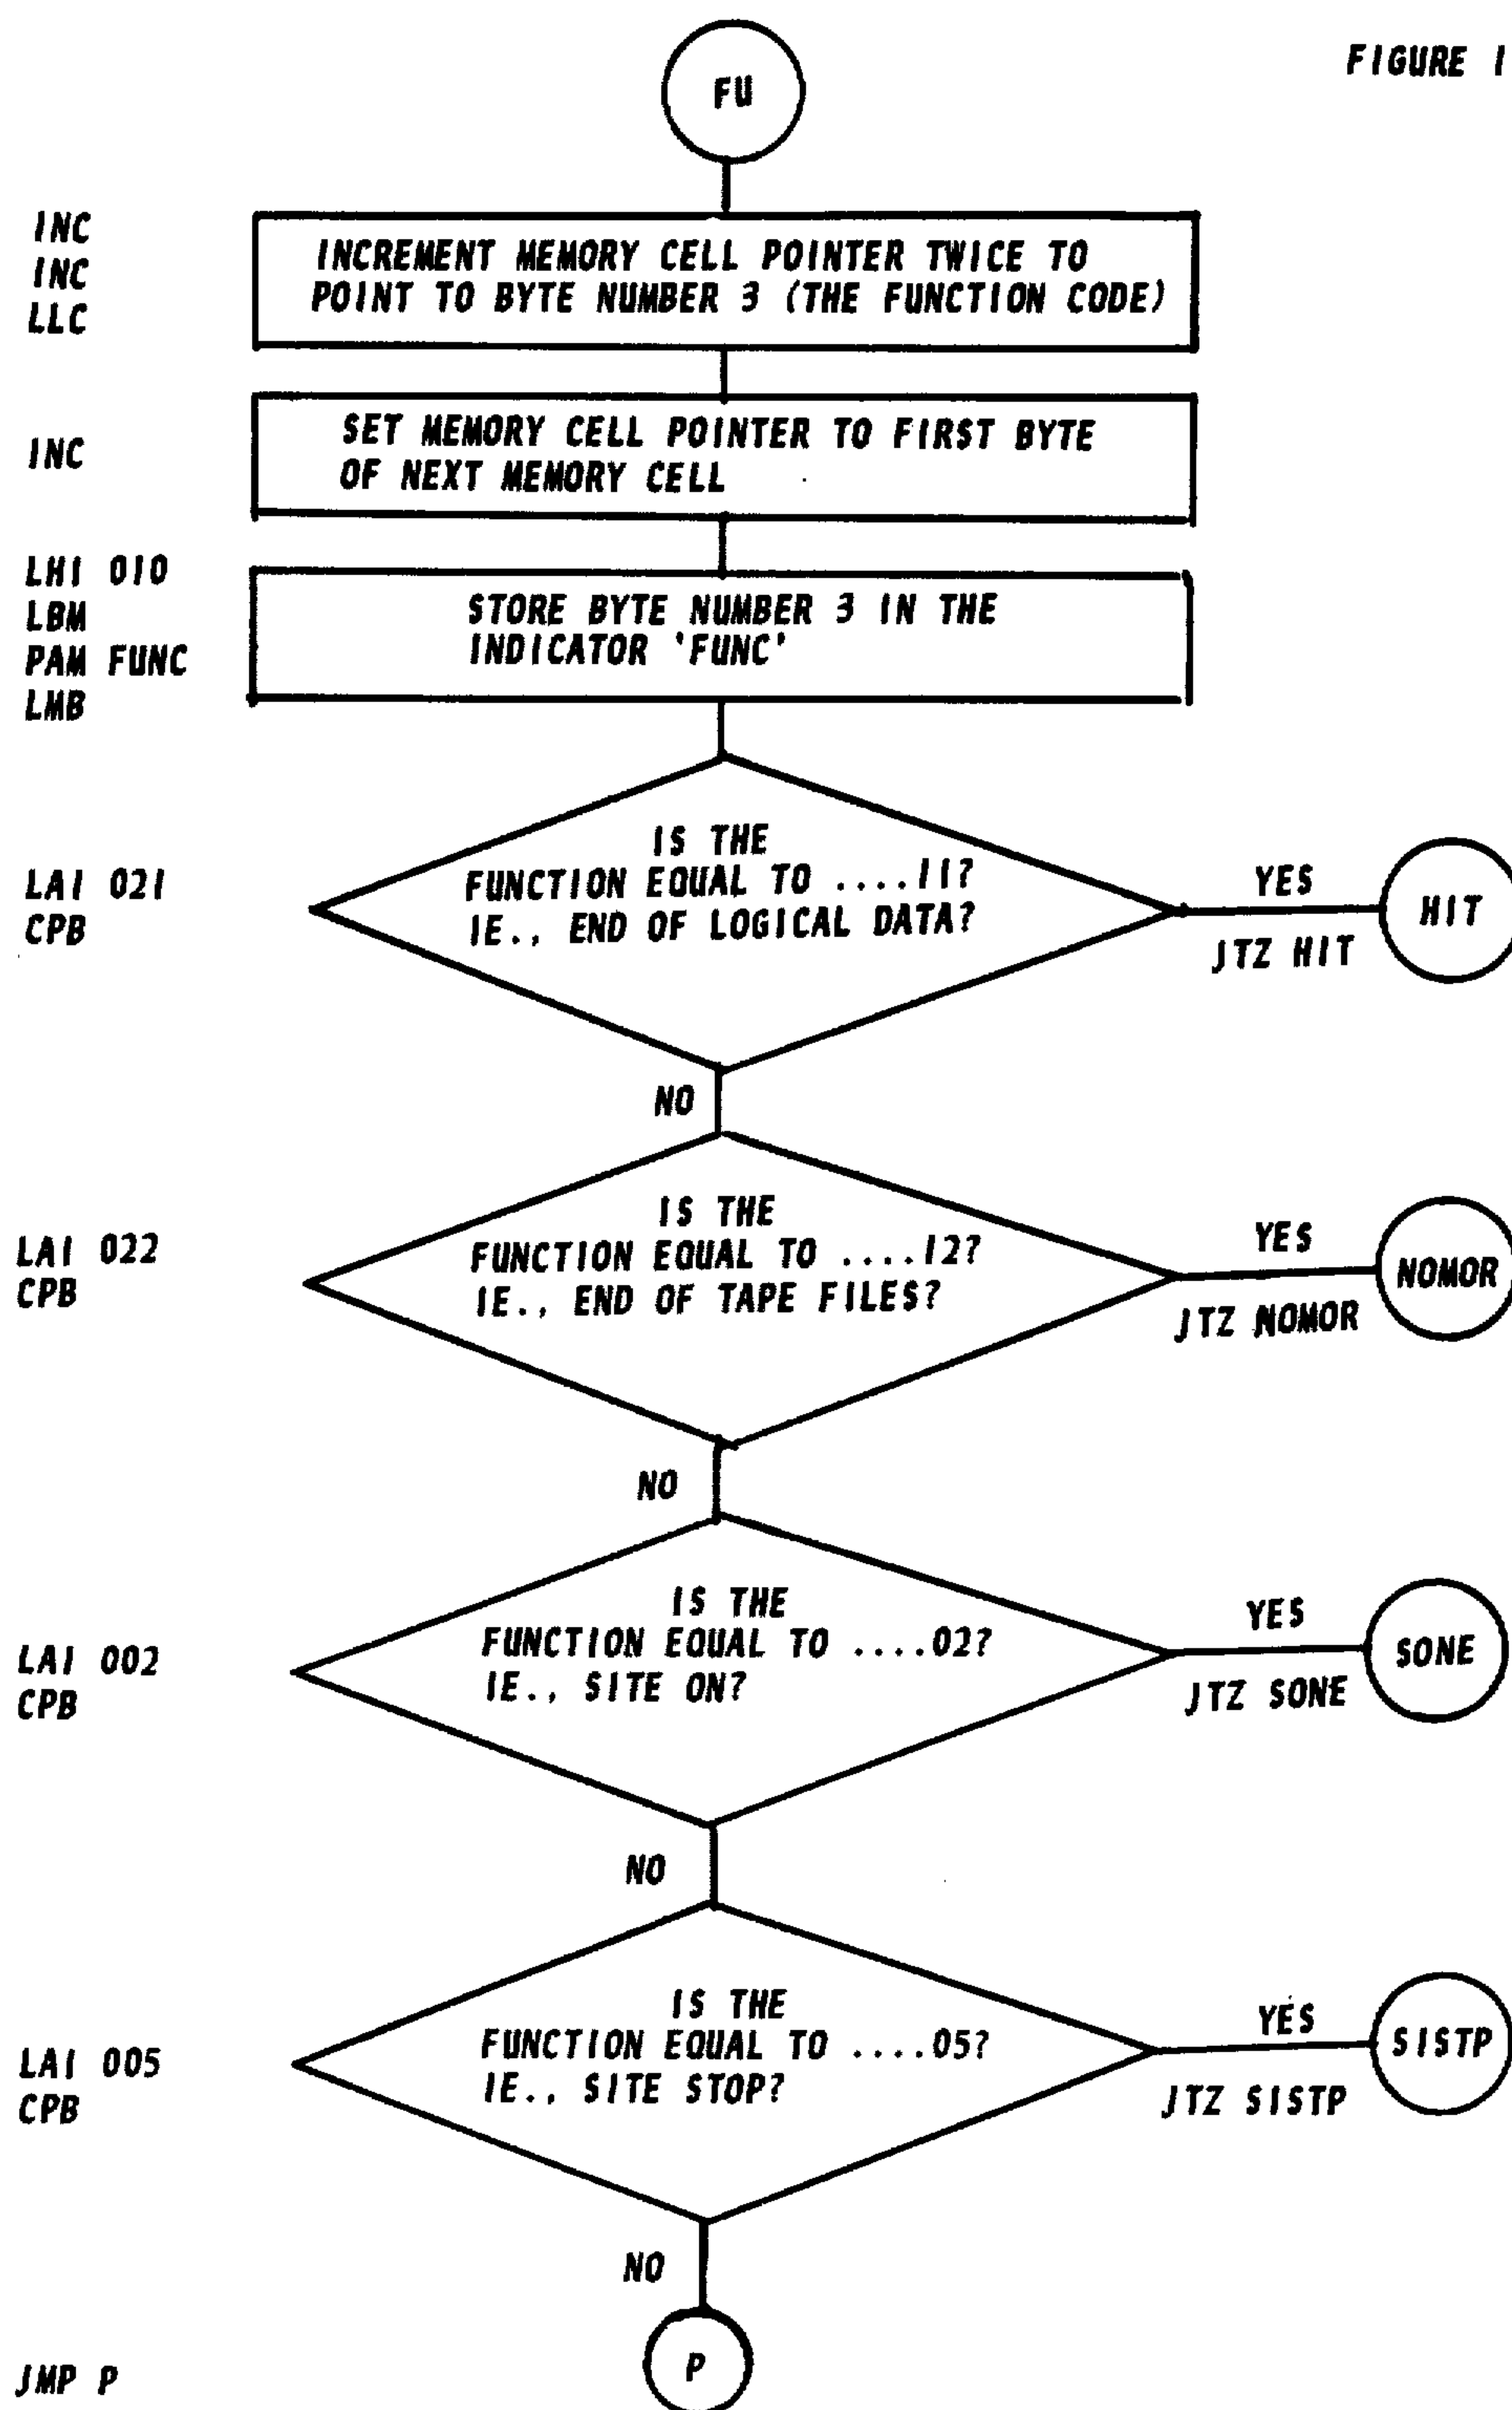 FIGURE 1
FU
INC
INC
LLC
INCREMENT MEMORY CELL POINTER TWICE TO
POINT TO BYTE NUMBER 3 (THE FUNCTION CODE)
INC
SET MEMORY CELL POINTER TO FIRST BYTE
OF NEXT MEMORY CELL
LHI 010
LBM
PAM FUNC
LMB
STORE BYTE NUMBER 3 IN THE
INDICATOR 'FUNC'
LAI 021
CPB
IS THE
FUNCTION EQUAL TO ....11?
IE., END OF LOGICAL DATA?
YES
JTZ HIT
HIT
NO
LAI 022
CPB
IS THE
FUNCTION EQUAL TO ....12?
IE., END OF TAPE FILES?
YES
JTZ NOMOR
NOMOR
NO
LAI 002
CPB
IS THE
FUNCTION EQUAL TO ....02?
IE., SITE ON?
YES
JTZ SONE
SONE
NO
LAI 005
CPB
IS THE
FUNCTION EQUAL TO ....05?
IE., SITE STOP?
YES
JTZ SISTP
SISTP
NO
JMP P
P